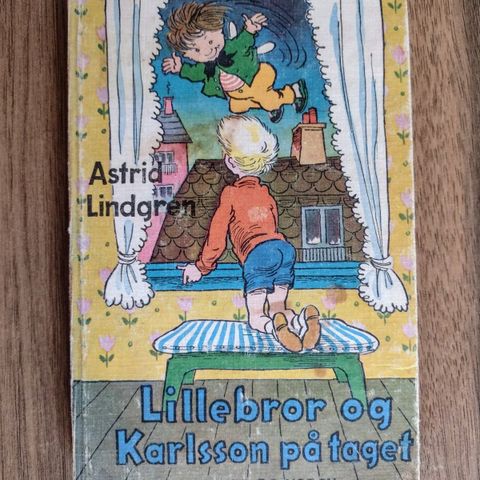 Astrid
Lindgren
Lillebror og
Karlsson på taget